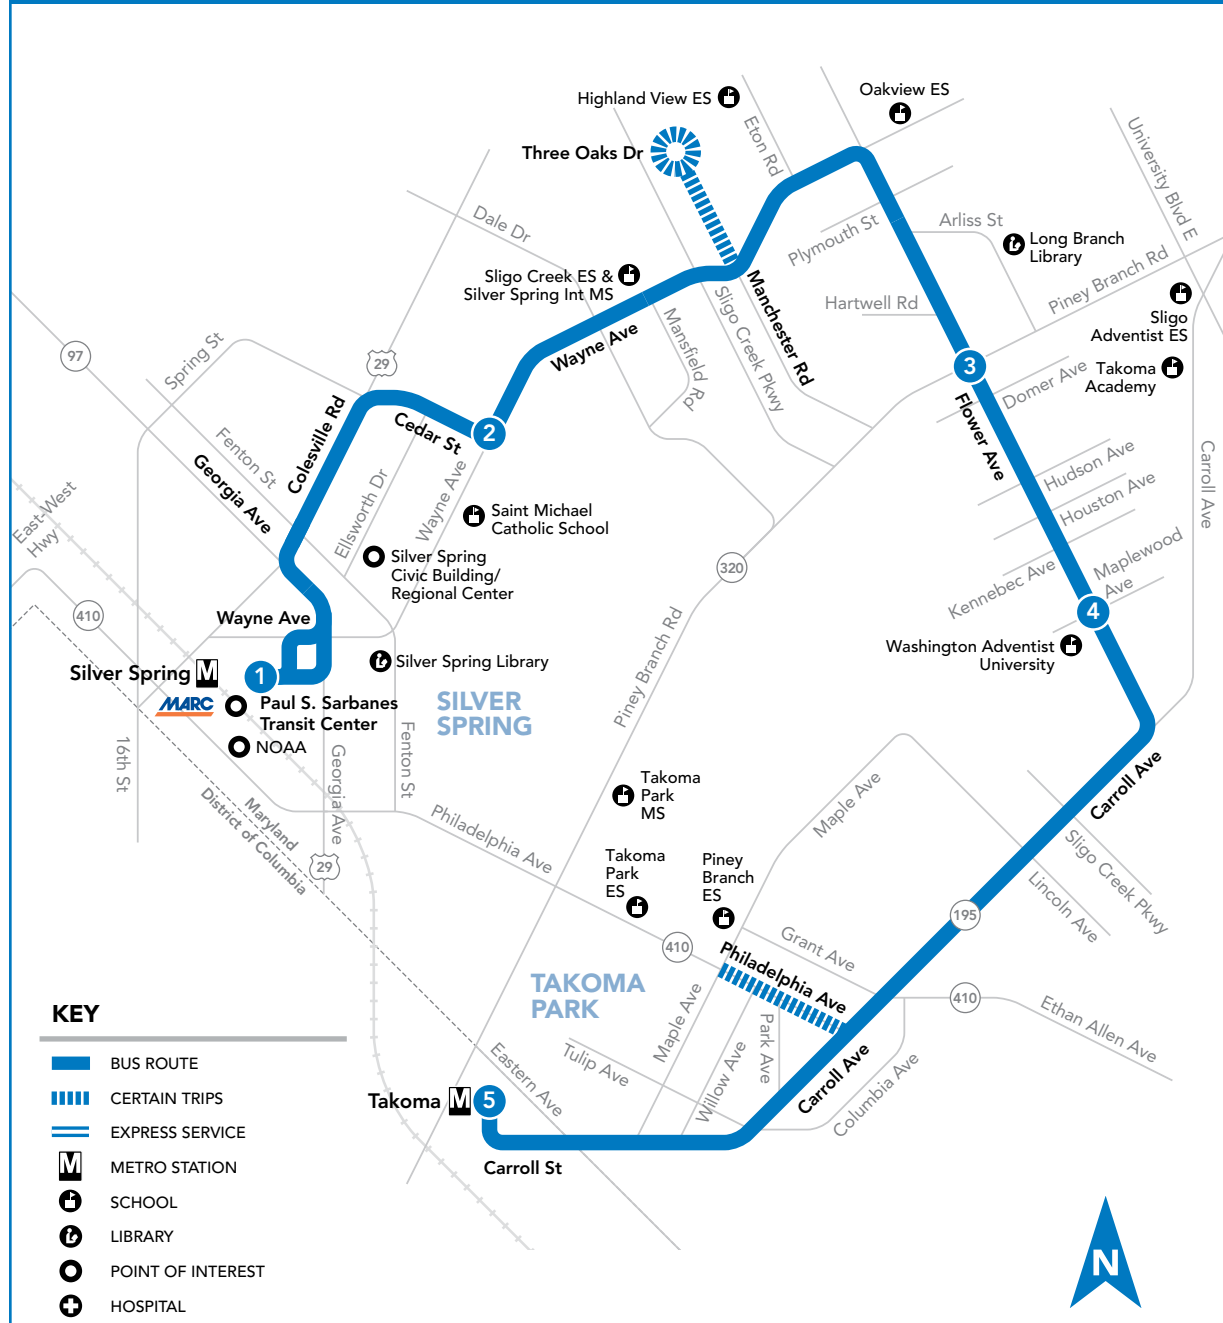 Highland View ES
Oakview ES
Eton Rd
University Blvd E
Three Oaks Dr
Dale Dr
Plymouth St
Arliss St
Long Branch
Library
Piney Branch Rd
Sligo Creek ES &
Silver Spring Int MS
Manchester Rd
Sligo Creek Pkwy
Hartwell Rd
Sligo
Adventist ES
Wayne Ave
Mansfield Rd
97
Spring St
29
3
Takoma
Academy
Domer Ave
Colesville Rd
Cedar St
2
Flower Ave
Fenton St
Georgia Ave
Ellsworth Dr
Wayne Ave
Hudson Ave
Carroll Ave
East-West
Hwy
Saint Michael
Catholic School
Houston Ave
Silver Spring
Civic Building/
Regional Center
320
Maplewood
Ave
Kennebec Ave
410
Wayne Ave
4
Washington Adventist
University
Silver Spring
M
1
Silver Spring Library
Piney Branch Rd
MARC
Paul S. Sarbanes
Transit Center
SILVER
SPRING
NOAA
16th St
Georgia Ave
Fenton St
Maryland
District of Columbia
29
Philadelphia Ave
Takoma
Park
MS
Maple Ave
Carroll Ave
Sligo Creek Pkwy
Takoma
Park
ES
Piney
Branch
ES
Lincoln Ave
195
410
Grant Ave
Philadelphia Ave
TAKOMA
PARK
410
Ethan Allen Ave
Maple Ave
Park Ave
Willow Ave
Tulip Ave
Carroll Ave
Columbia Ave
Eastern Ave
Takoma
M
5
Carroll St
KEY
BUS ROUTE
CERTAIN TRIPS
EXPRESS SERVICE
M
METRO STATION
SCHOOL
LIBRARY
POINT OF INTEREST
HOSPITAL
N